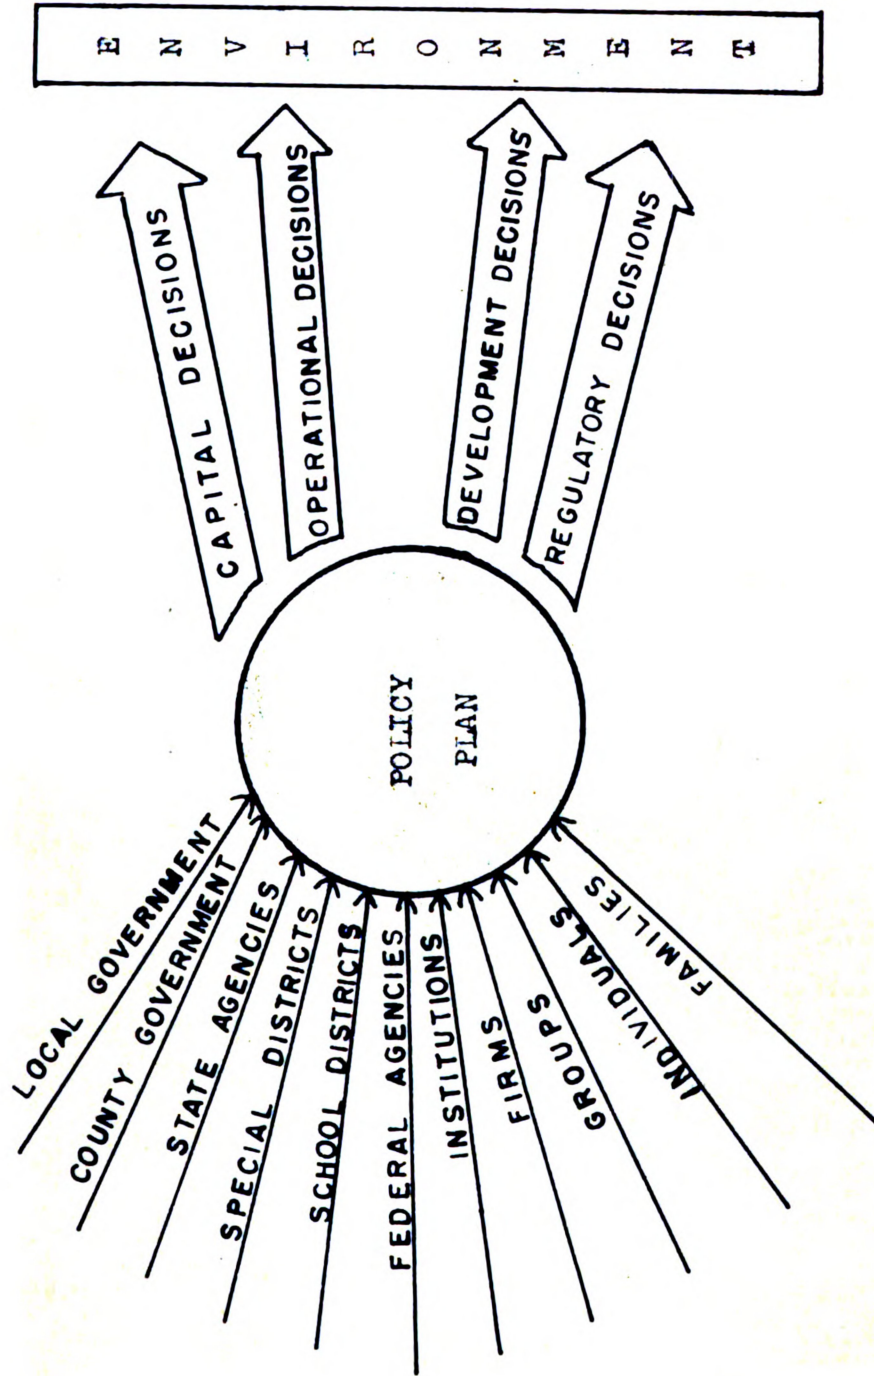 LOCAL GOVERNMENT
COUNTY GOVERNMENT
STATE AGENCIES
SPECIAL DISTRICTS
SCHOOL DISTRICTS
FEDERAL AGENCIES
INSTITUTIONS
FIRMS
GROUPS
INDIVIDUALS
FAMILIES
POLICY
PLAN
CAPITAL DECISIONS
OPERATIONAL DECISIONS
DEVELOPMENT DECISIONS
REGULATORY DECISIONS
E N V I R O N M E N T